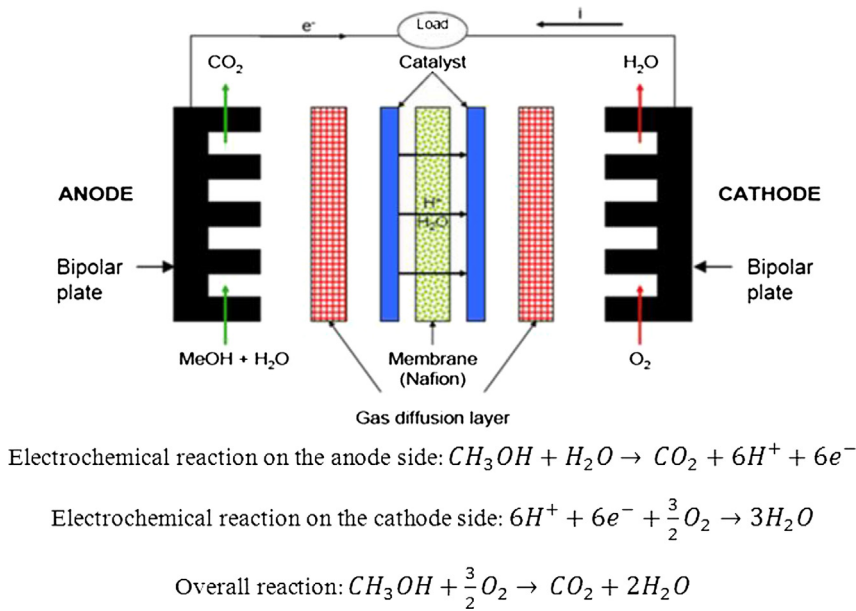 Load
e-
i
CO₂
Catalyst
H₂O
ANODE
CATHODE
H⁺
H₂O
Bipolar
plate
Bipolar
plate
MeOH + H₂O
Membrane
(Nafion)
O₂
Gas diffusion layer
Electrochemical reaction on the anode side: CH₃OH + H₂O → CO₂ + 6H⁺ + 6e⁻
Electrochemical reaction on the cathode side: 6H⁺ + 6e⁻ + 3/2 O₂ → 3H₂O
Overall reaction: CH₃OH + 3/2 O₂ → CO₂ + 2H₂O